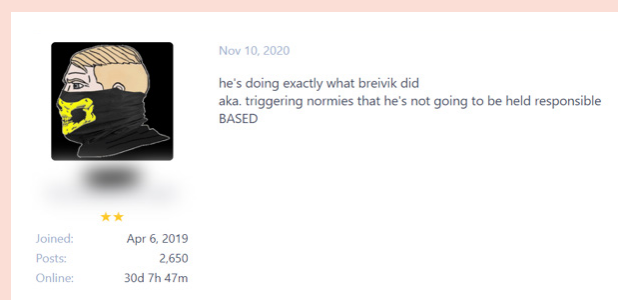 Nov 10, 2020
he's doing exactly what breivik did
aka. triggering normies that he's not going to be held responsible
BASED
Joined: Apr 6, 2019
Posts: 2,650
Online: 30d 7h 47m